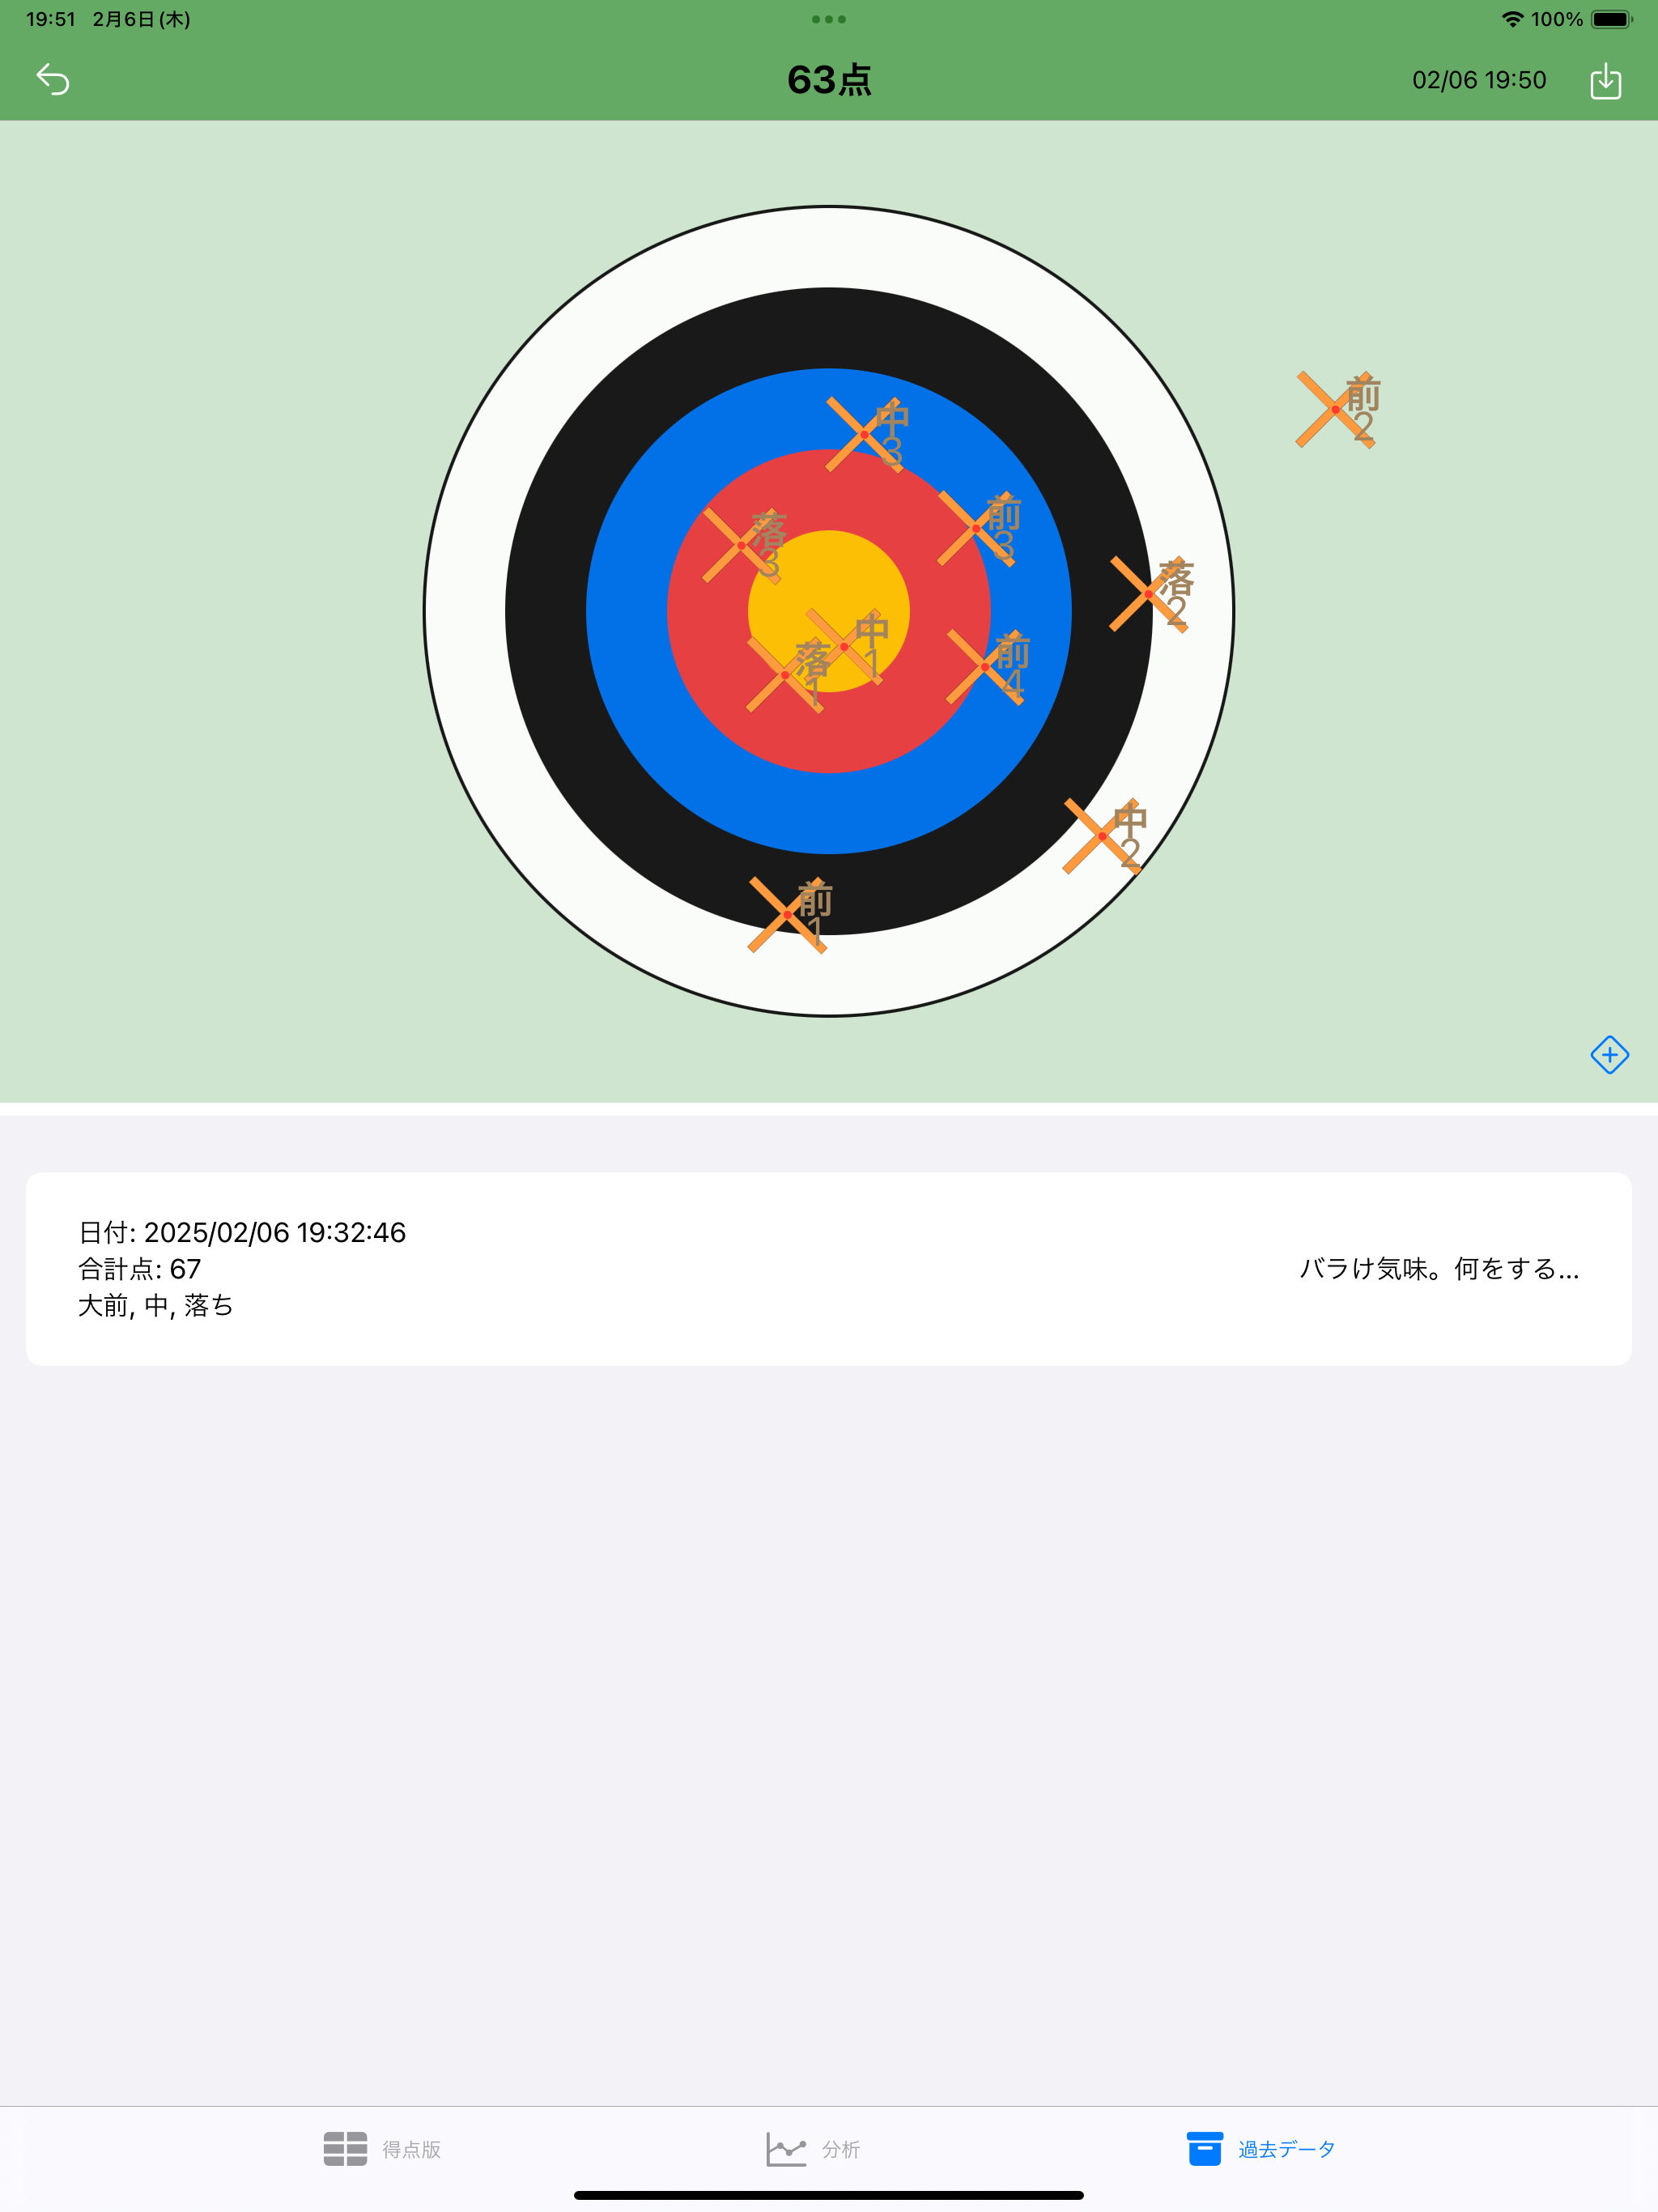 19:51 2月6日(木)
100%
63点
02/06 19:50
前
2
中
3
前
3
落
3
落
2
中
1
前
4
落
1
中
2
前
1
日付: 2025/02/06 19:32:46
合計点: 67
バラけ気味。何をする...
大前, 中, 落ち
得点版
分析
過去データ